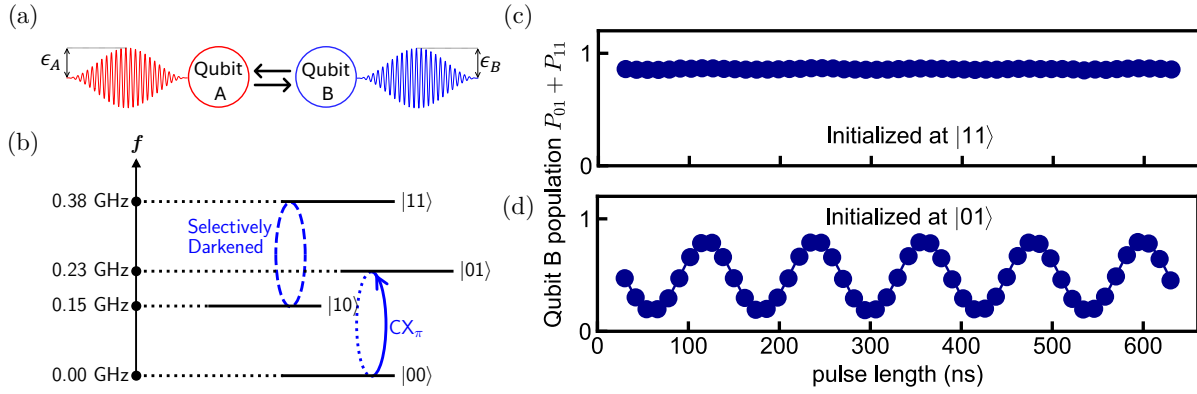 (a)
ϵ_A
Qubit
A
Qubit
B
ϵ_B
(b)
f
0.38 GHz
|11⟩
Selectively
Darkened
0.23 GHz
|01⟩
0.15 GHz
|10⟩
CX_π
0.00 GHz
|00⟩
(c)
1
0
Initialized at |11⟩
(d)
1
0
Initialized at |01⟩
Qubit B population P_01 + P_11
0 100 200 300 400 500 600
pulse length (ns)